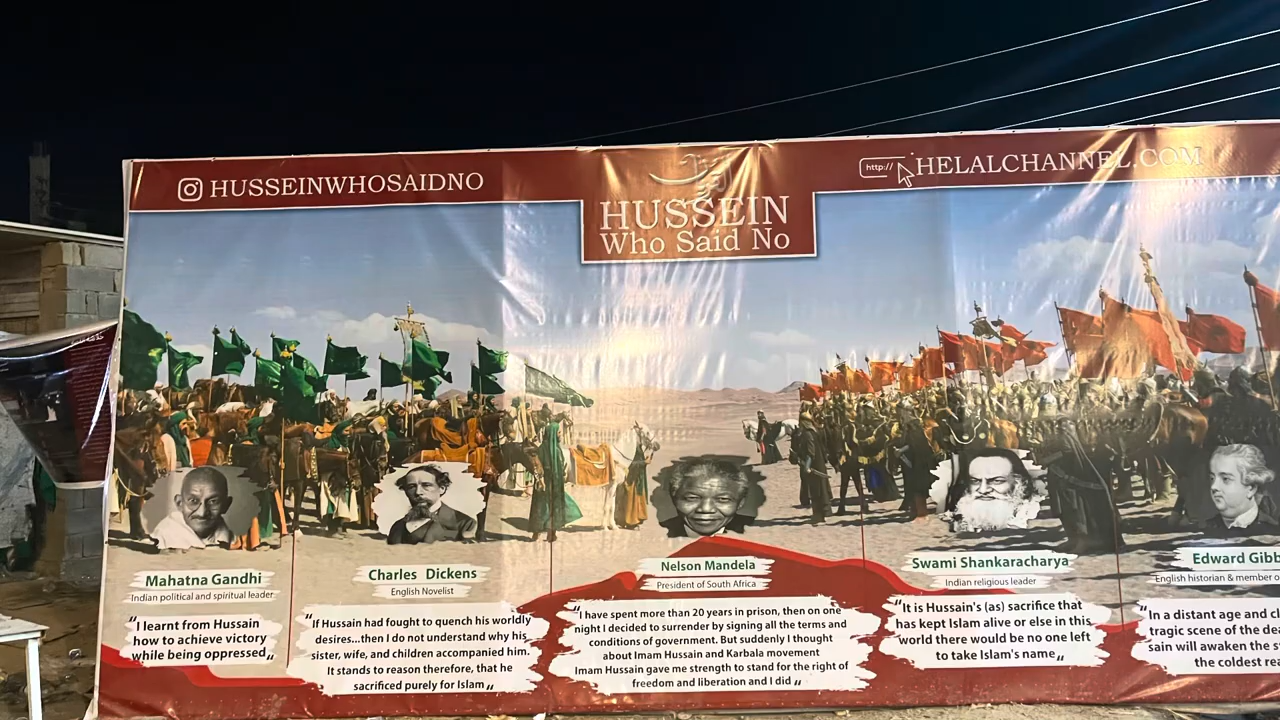 HUSSEINWHOSAIDNO
HUSSEIN
Who Said No
http://
HELALCHANNEL.COM
Mahatna Gandhi
Indian political and spiritual leader
"I learnt from Hussain
how to achieve victory
while being oppressed„
Charles Dickens
English Novelist
"If Hussain had fought to quench his worldly
desires...then I do not understand why his
sister, wife, and children accompanied him.
It stands to reason therefore, that he
sacrificed purely for Islam„
Nelson Mandela
President of South Africa
"I have spent more than 20 years in prison, then on one
night I decided to surrender by signing all the terms and
conditions of government. But suddenly I thought
about Imam Hussain and Karbala movement
Imam Hussain gave me strength to stand for the right of
freedom and liberation and I did„
Swami Shankaracharya
Indian religious leader
"It is Hussain's (as) sacrifice that
has kept Islam alive or else in this
world there would be no one left
to take Islam's name„
Edward Gibb
English historian & member o
"In a distant age and cl
tragic scene of the dea
sain will awaken the s
the coldest rea